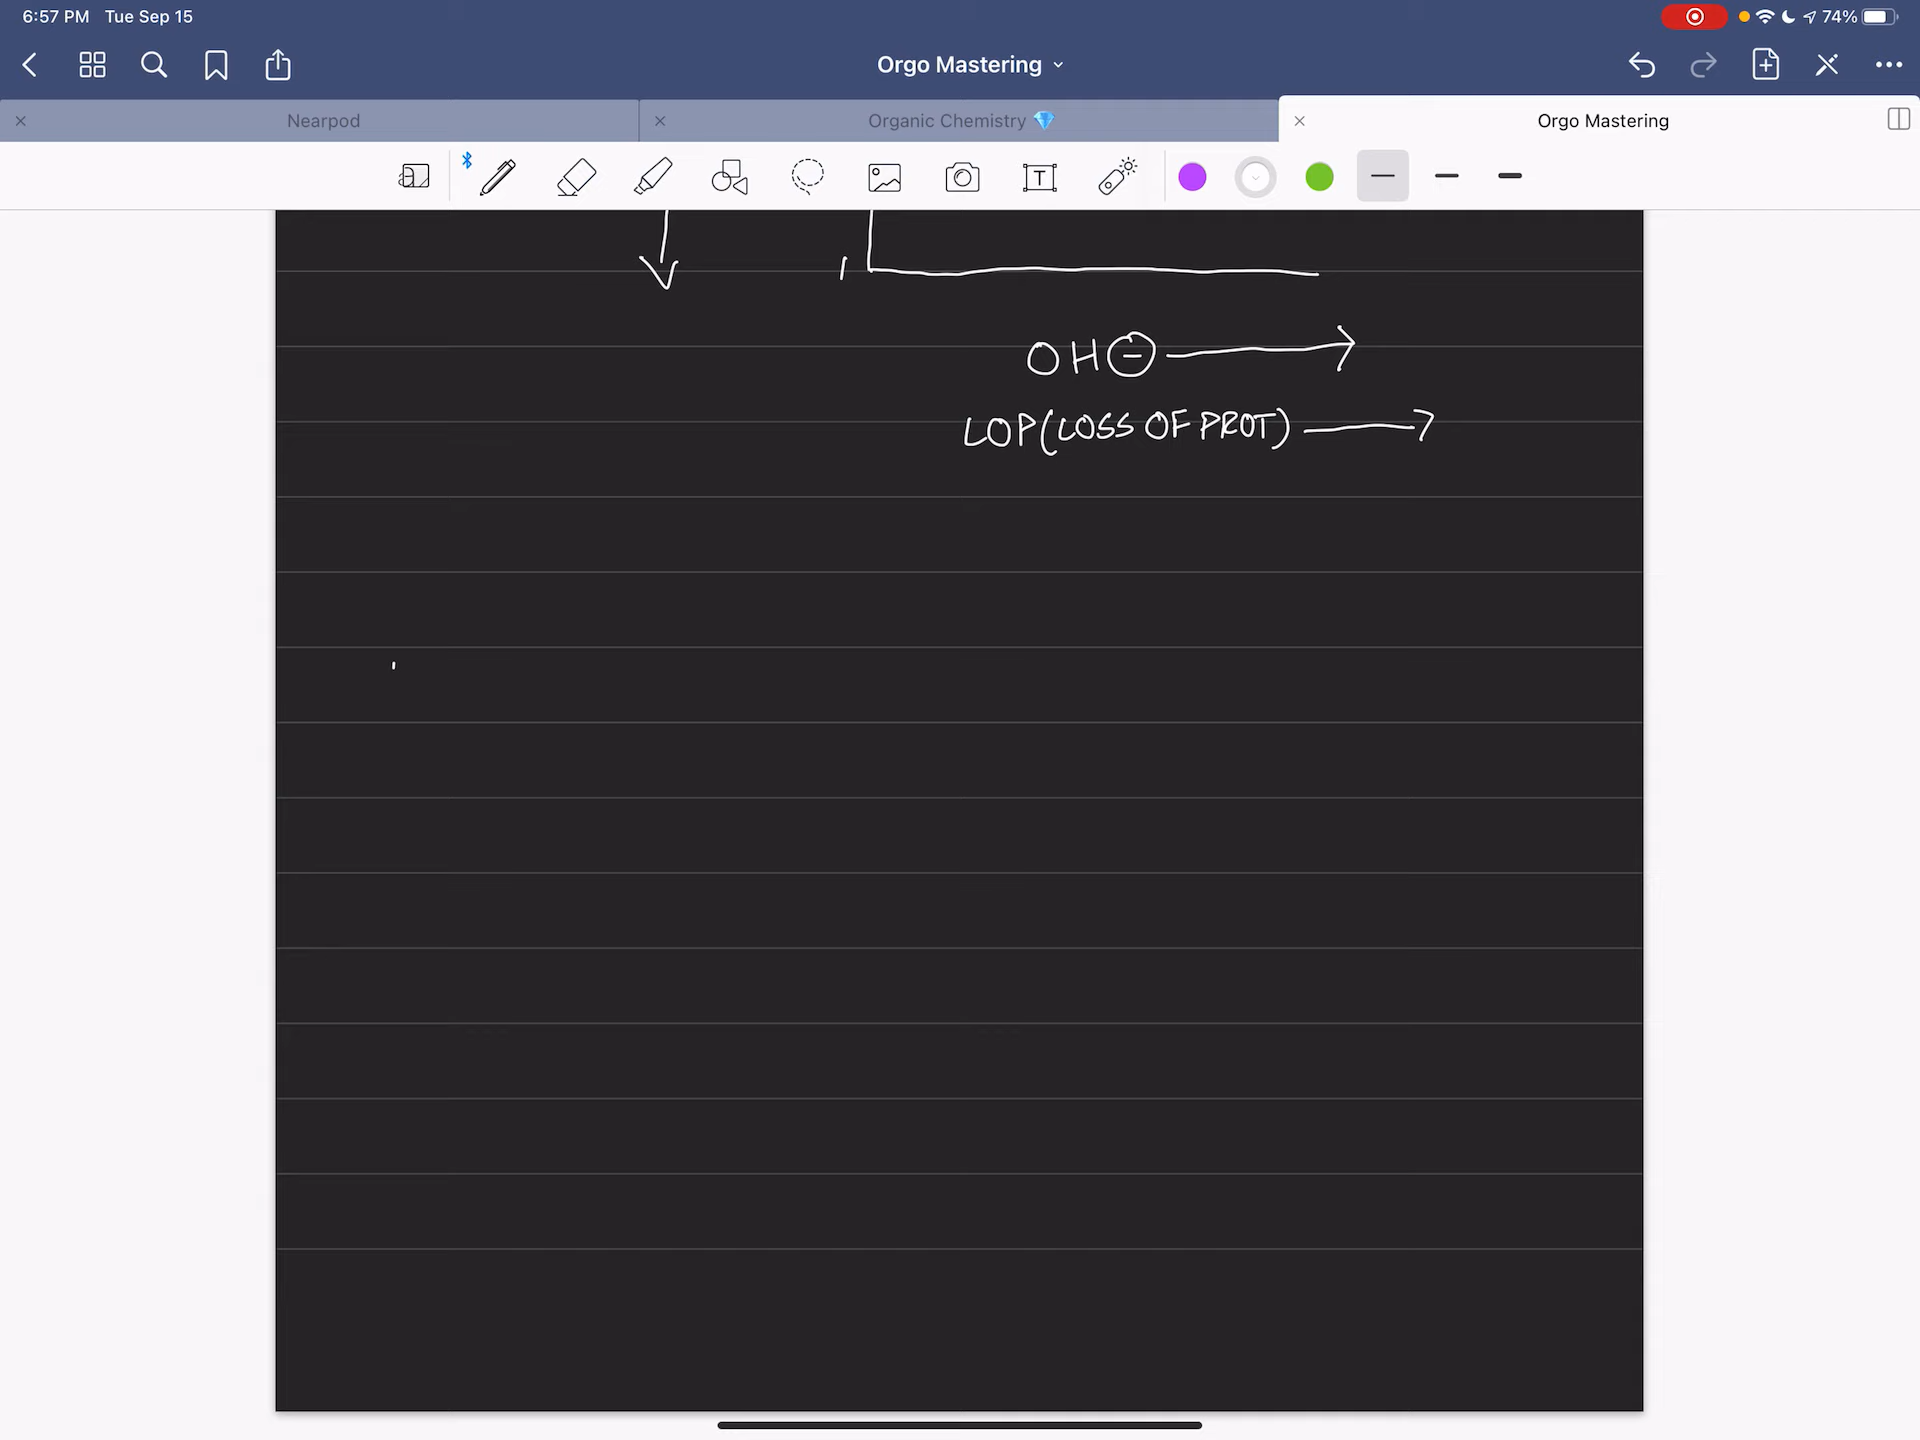 6:57 PM Tue Sep 15
74%
Orgo Mastering
Nearpod
Organic Chemistry 💎
Orgo Mastering
1
OH⊖ →
LOP(LOSS OF PROT) →